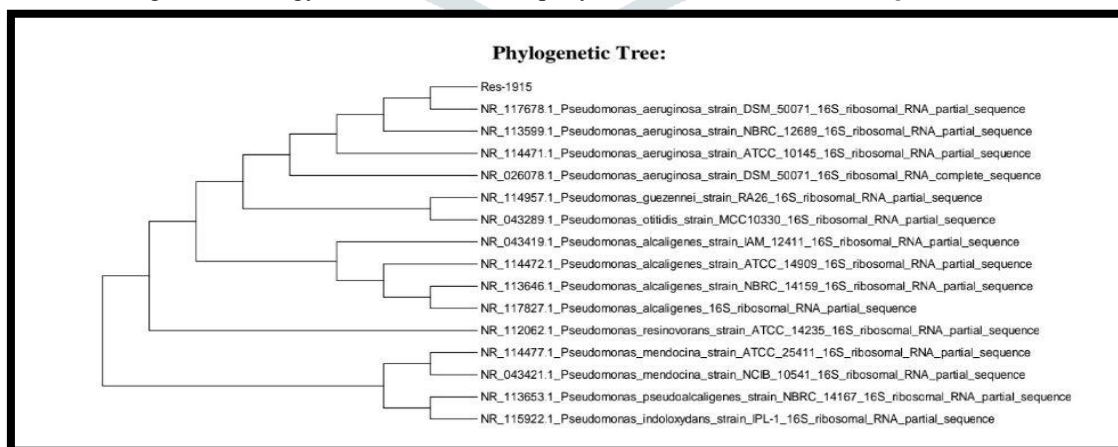 Phylogenetic Tree:
Res-1915
NR_117678.1_Pseudomonas_aeruginosa_strain_DSM_50071_16S_ribosomal_RNA_partial_sequence
NR_113599.1_Pseudomonas_aeruginosa_strain_NBRC_12689_16S_ribosomal_RNA_partial_sequence
NR_114471.1_Pseudomonas_aeruginosa_strain_ATCC_10145_16S_ribosomal_RNA_partial_sequence
NR_026078.1_Pseudomonas_aeruginosa_strain_DSM_50071_16S_ribosomal_RNA_complete_sequence
NR_114957.1_Pseudomonas_guezennei_strain_RA26_16S_ribosomal_RNA_partial_sequence
NR_043289.1_Pseudomonas_otitidis_strain_MCC10330_16S_ribosomal_RNA_partial_sequence
NR_043419.1_Pseudomonas_alcaligenes_strain_IAM_12411_16S_ribosomal_RNA_partial_sequence
NR_114472.1_Pseudomonas_alcaligenes_strain_ATCC_14909_16S_ribosomal_RNA_partial_sequence
NR_113646.1_Pseudomonas_alcaligenes_strain_NBRC_14159_16S_ribosomal_RNA_partial_sequence
NR_117827.1_Pseudomonas_alcaligenes_16S_ribosomal_RNA_partial_sequence
NR_112062.1_Pseudomonas_resinovorans_strain_ATCC_14235_16S_ribosomal_RNA_partial_sequence
NR_114477.1_Pseudomonas_mendocina_strain_ATCC_25411_16S_ribosomal_RNA_partial_sequence
NR_043421.1_Pseudomonas_mendocina_strain_NCIB_10541_16S_ribosomal_RNA_partial_sequence
NR_113653.1_Pseudomonas_pseudoalcaligenes_strain_NBRC_14167_16S_ribosomal_RNA_partial_sequence
NR_115922.1_Pseudomonas_indoloxydans_strain_IPL-1_16S_ribosomal_RNA_partial_sequence